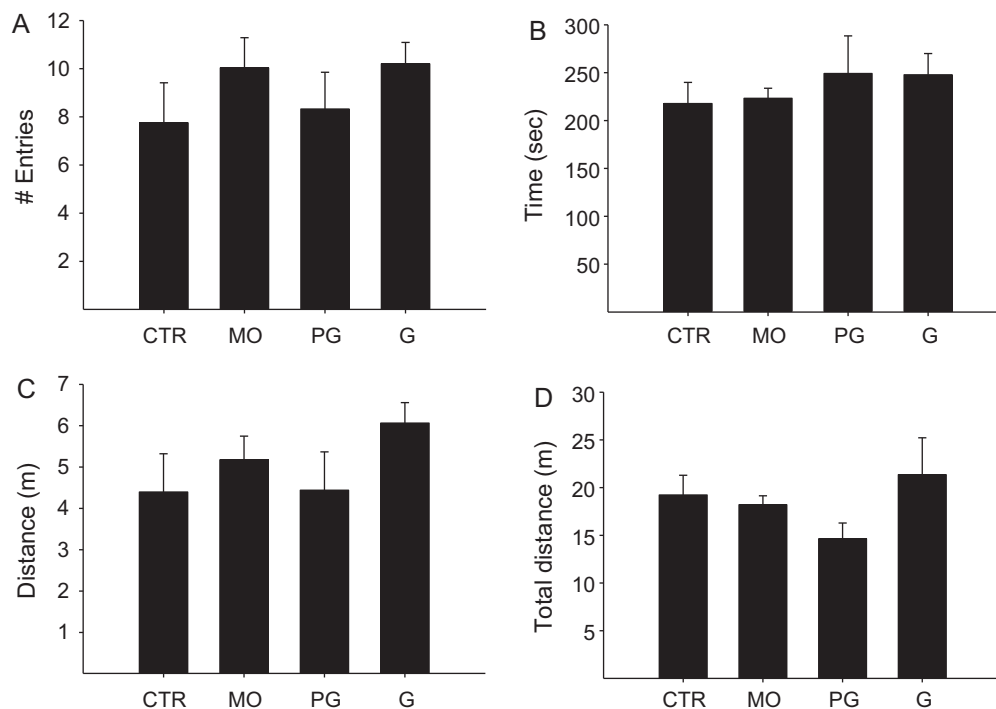 A
# Entries
12
10
8
6
4
2
CTR MO PG G
B
Time (sec)
300
250
200
150
100
50
CTR MO PG G
C
Distance (m)
7
6
5
4
3
2
1
CTR MO PG G
D
Total distance (m)
30
25
20
15
10
5
CTR MO PG G